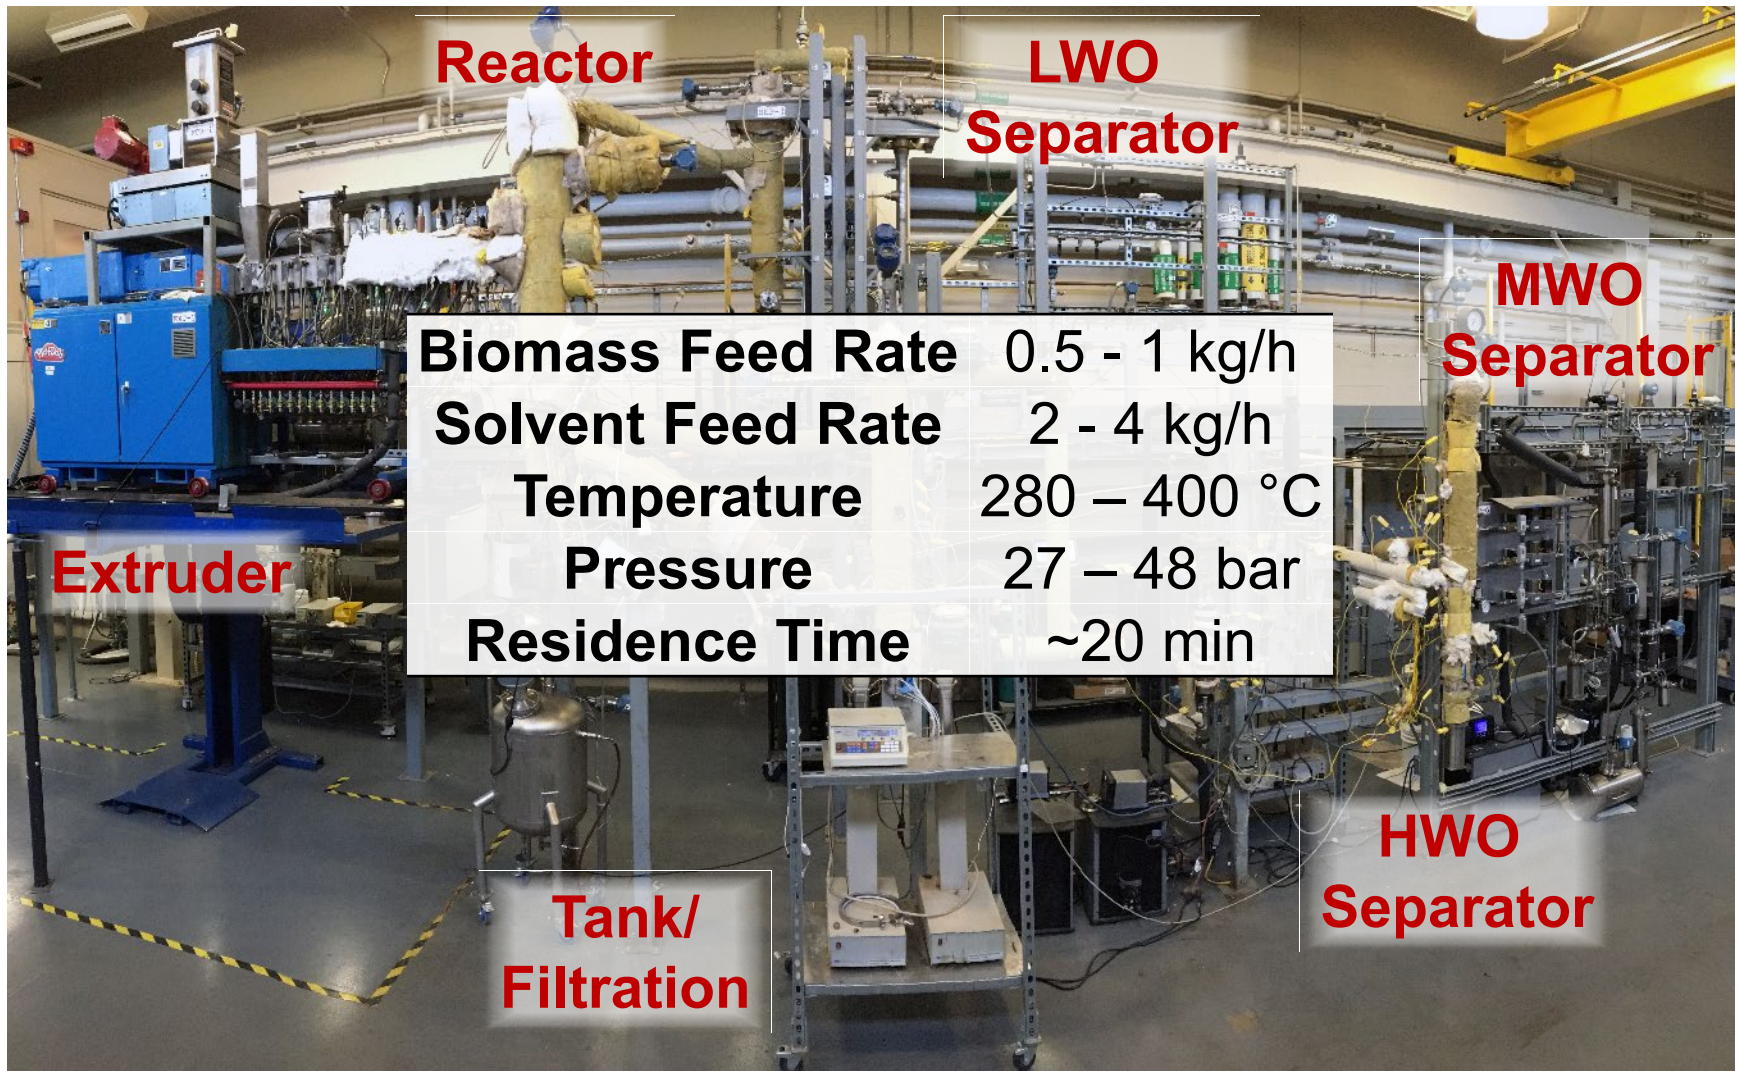 Reactor
LWO
Separator
MWO
Separator
Biomass Feed Rate 0.5 - 1 kg/h
Solvent Feed Rate 2 - 4 kg/h
Temperature 280 – 400 °C
Pressure 27 – 48 bar
Residence Time ~20 min
Extruder
HWO
Separator
Tank/
Filtration